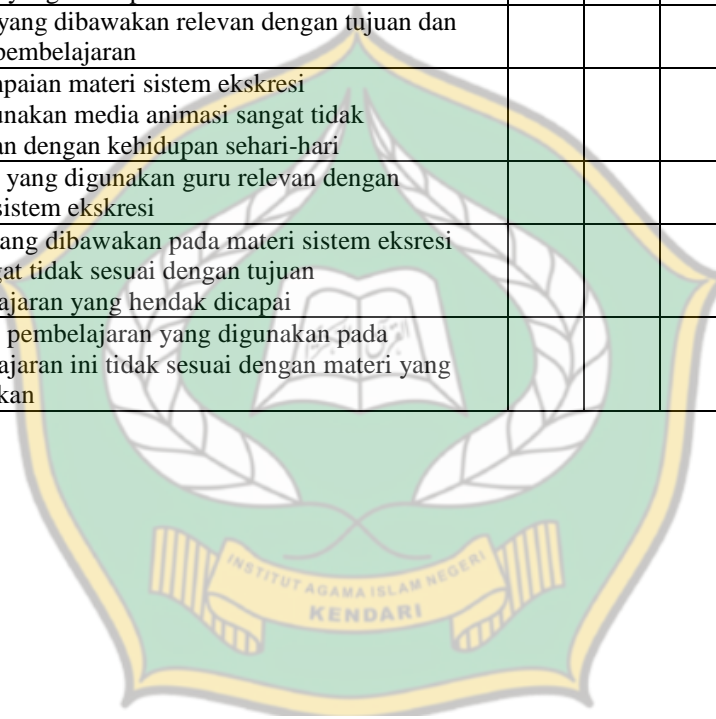 yang dibawakan relevan dengan tujuan dan
pembelajaran
paian materi sistem ekskresi
unakan media animasi sangat tidak
an dengan kehidupan sehari-hari
yang digunakan guru relevan dengan
sistem ekskresi
ang dibawakan pada materi sistem eksresi
gat tidak sesuai dengan tujuan
ajaran yang hendak dicapai
pembelajaran yang digunakan pada
ajaran ini tidak sesuai dengan materi yang
kan
INSTITUT AGAMA ISLAM NEGERI
KENDARI